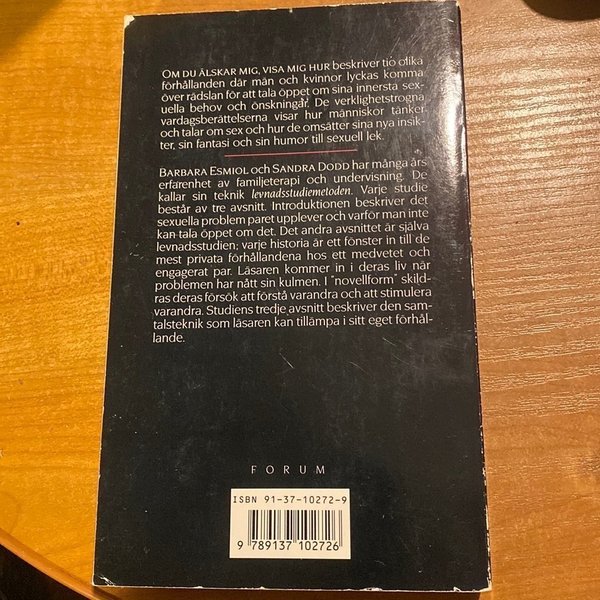 OM DU ÄLSKAR MIG, VISA MIG HUR beskriver tio olika
förhållanden där män och kvinnor lyckas komma
över rädslan för att tala öppet om sina innersta sex-
uella behov och önskningar. De verklighetstrogna
vardagsberättelserna visar hur människor tänker
och talar om sex och hur de omsätter sina nya insik-
ter, sin fantasi och sin humor till sexuell lek.
BARBARA ESMIOL och SANDRA DODD har många års
erfarenhet av familjeterapi och undervisning. De
kallar sin teknik levnadsstudiemetoden. Varje studie
består av tre avsnitt. Introduktionen beskriver det
sexuella problem paret upplever och varför man inte
kan tala öppet om det. Det andra avsnittet är själva
levnadsstudien; varje historia är ett fönster in till de
mest privata förhållandena hos ett medvetet och
engagerat par. Läsaren kommer in i deras liv när
problemen har nått sin kulmen. I "novellform" skild-
ras deras försök att förstå varandra och att stimulera
varandra. Studiens tredje avsnitt beskriver den sam-
talsteknik som läsaren kan tillämpa i sitt eget förhål-
lande.
FORUM
ISBN 91-37-10272-9
9 789137 102726